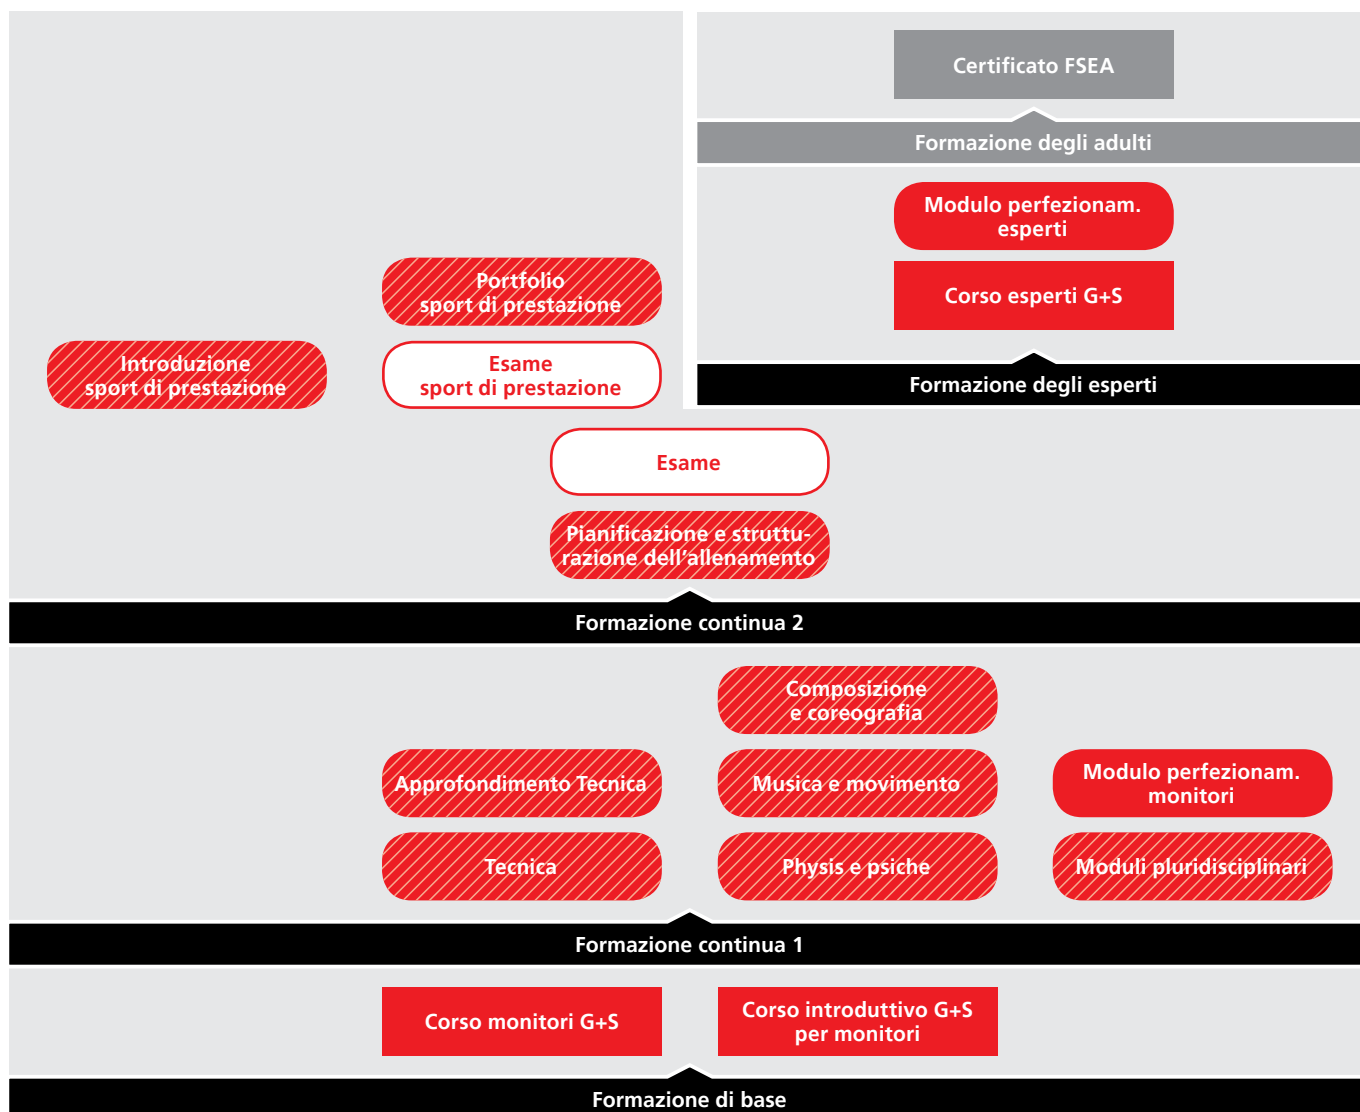 Certificato FSEA
Formazione degli adulti
Modulo perfezionam.
esperti
Corso esperti G+S
Formazione degli esperti
Portfolio
sport di prestazione
Introduzione
sport di prestazione
Esame
sport di prestazione
Esame
Pianificazione e struttu-
razione dell’allenamento
Formazione continua 2
Composizione
e coreografia
Approfondimento Tecnica
Musica e movimento
Modulo perfezionam.
monitori
Tecnica
Physis e psiche
Moduli pluridisciplinari
Formazione continua 1
Corso monitori G+S
Corso introduttivo G+S
per monitori
Formazione di base